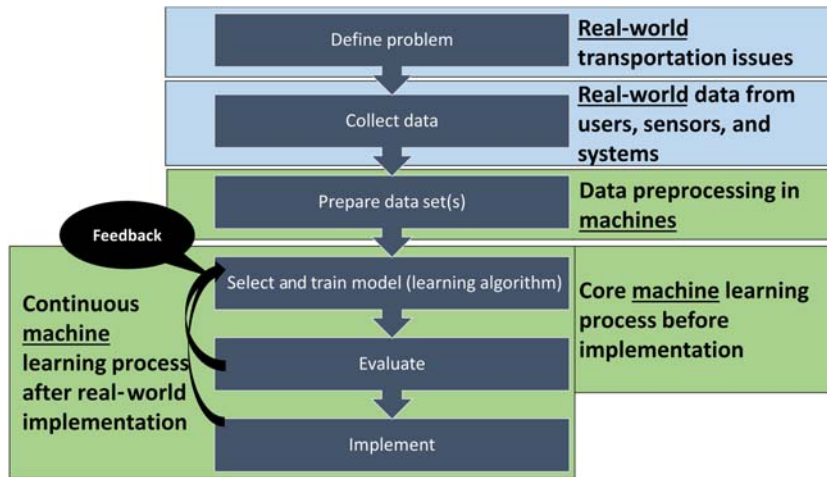 Define problem
Real-world
transportation issues
Collect data
Real-world data from
users, sensors, and
systems
Prepare data set(s)
Data preprocessing in
machines
Feedback
Select and train model (learning algorithm)
Continuous
machine
learning process
after real-world
implementation
Core machine learning
process before
implementation
Evaluate
Implement